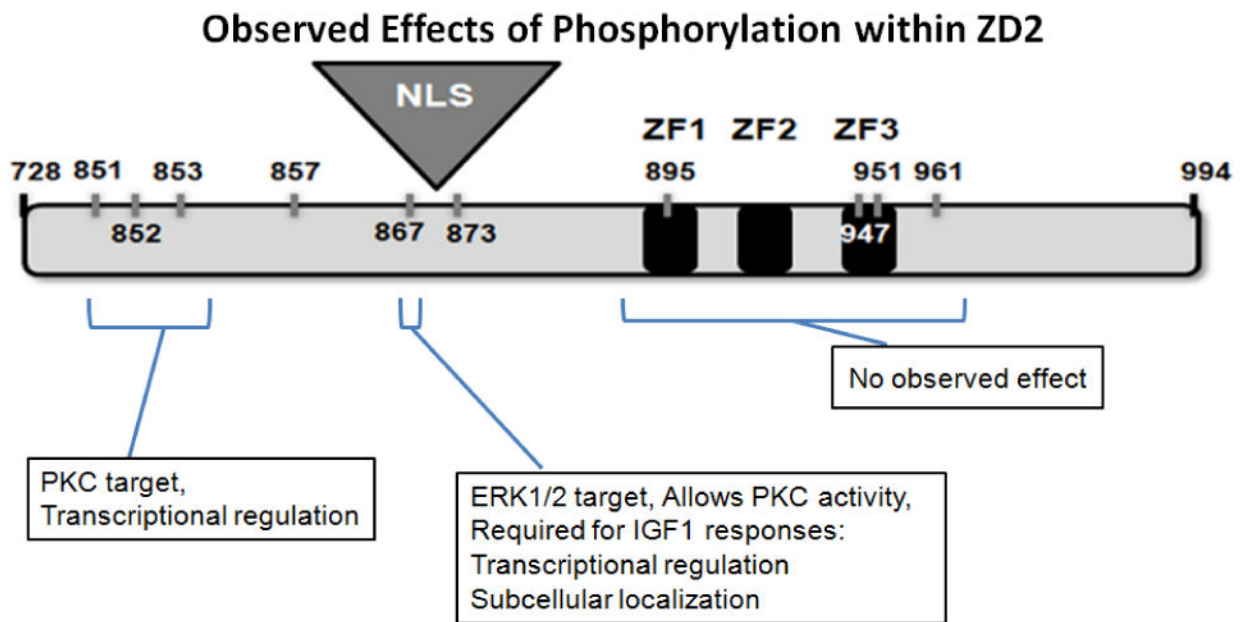 Observed Effects of Phosphorylation within ZD2
NLS
ZF1 ZF2 ZF3
728 851 853 857 895 951 961 994
852 867 873 947
No observed effect
PKC target,
Transcriptional regulation
ERK1/2 target, Allows PKC activity,
Required for IGF1 responses:
Transcriptional regulation
Subcellular localization